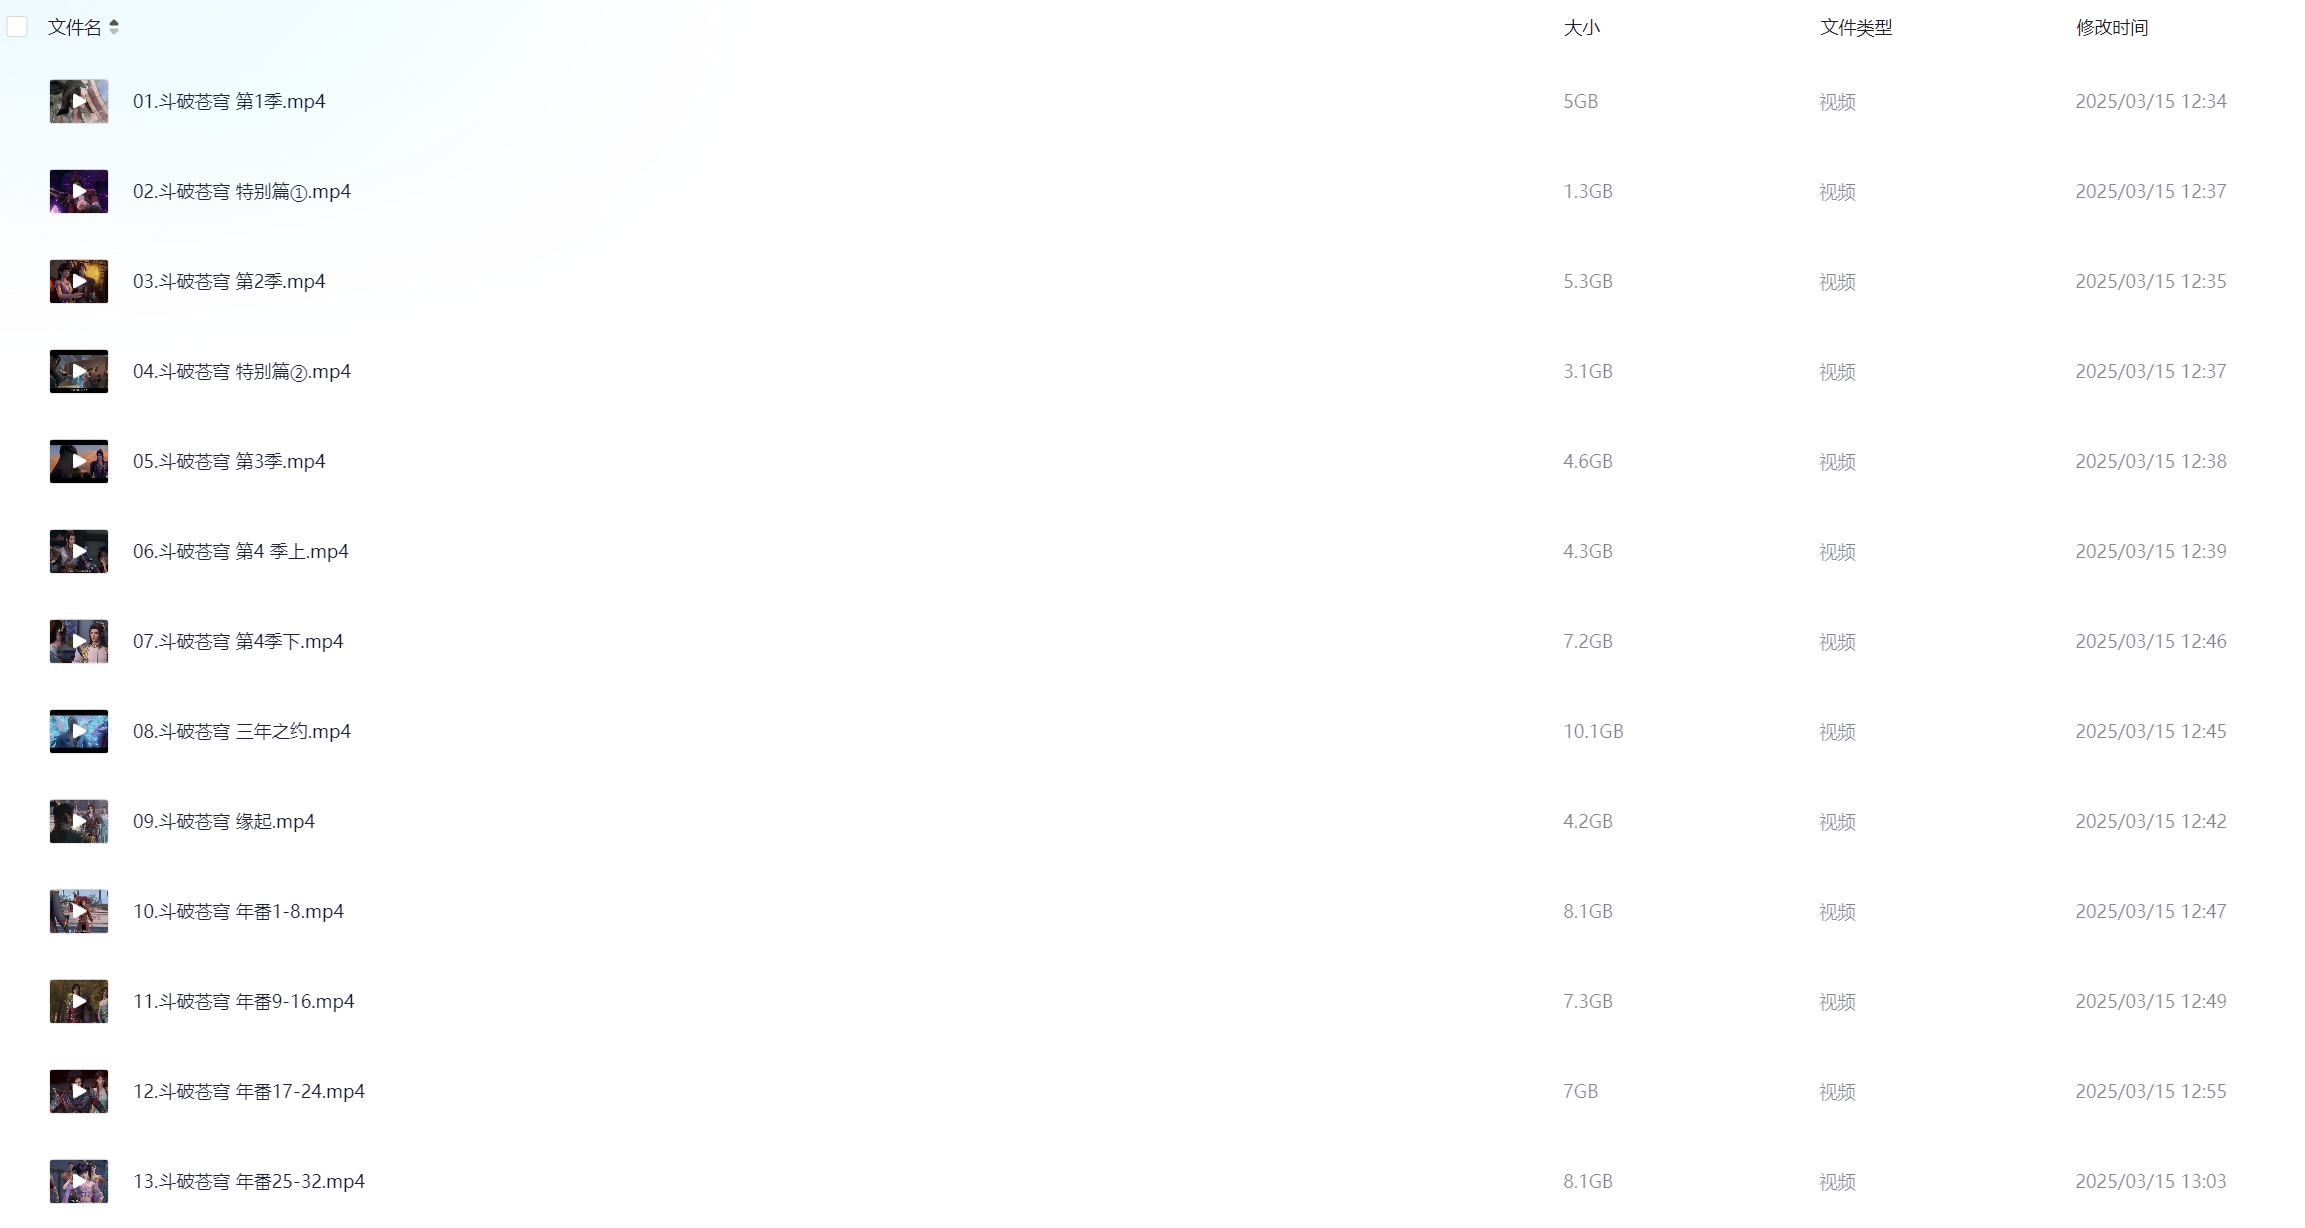 文件名 大小 文件类型 修改时间
01.斗破苍穹 第1季.mp4 5GB 视频 2025/03/15 12:34
02.斗破苍穹 特别篇①.mp4 1.3GB 视频 2025/03/15 12:37
03.斗破苍穹 第2季.mp4 5.3GB 视频 2025/03/15 12:35
04.斗破苍穹 特别篇②.mp4 3.1GB 视频 2025/03/15 12:37
05.斗破苍穹 第3季.mp4 4.6GB 视频 2025/03/15 12:38
06.斗破苍穹 第4 季上.mp4 4.3GB 视频 2025/03/15 12:39
07.斗破苍穹 第4季下.mp4 7.2GB 视频 2025/03/15 12:46
08.斗破苍穹 三年之约.mp4 10.1GB 视频 2025/03/15 12:45
09.斗破苍穹 缘起.mp4 4.2GB 视频 2025/03/15 12:42
10.斗破苍穹 年番1-8.mp4 8.1GB 视频 2025/03/15 12:47
11.斗破苍穹 年番9-16.mp4 7.3GB 视频 2025/03/15 12:49
12.斗破苍穹 年番17-24.mp4 7GB 视频 2025/03/15 12:55
13.斗破苍穹 年番25-32.mp4 8.1GB 视频 2025/03/15 13:03